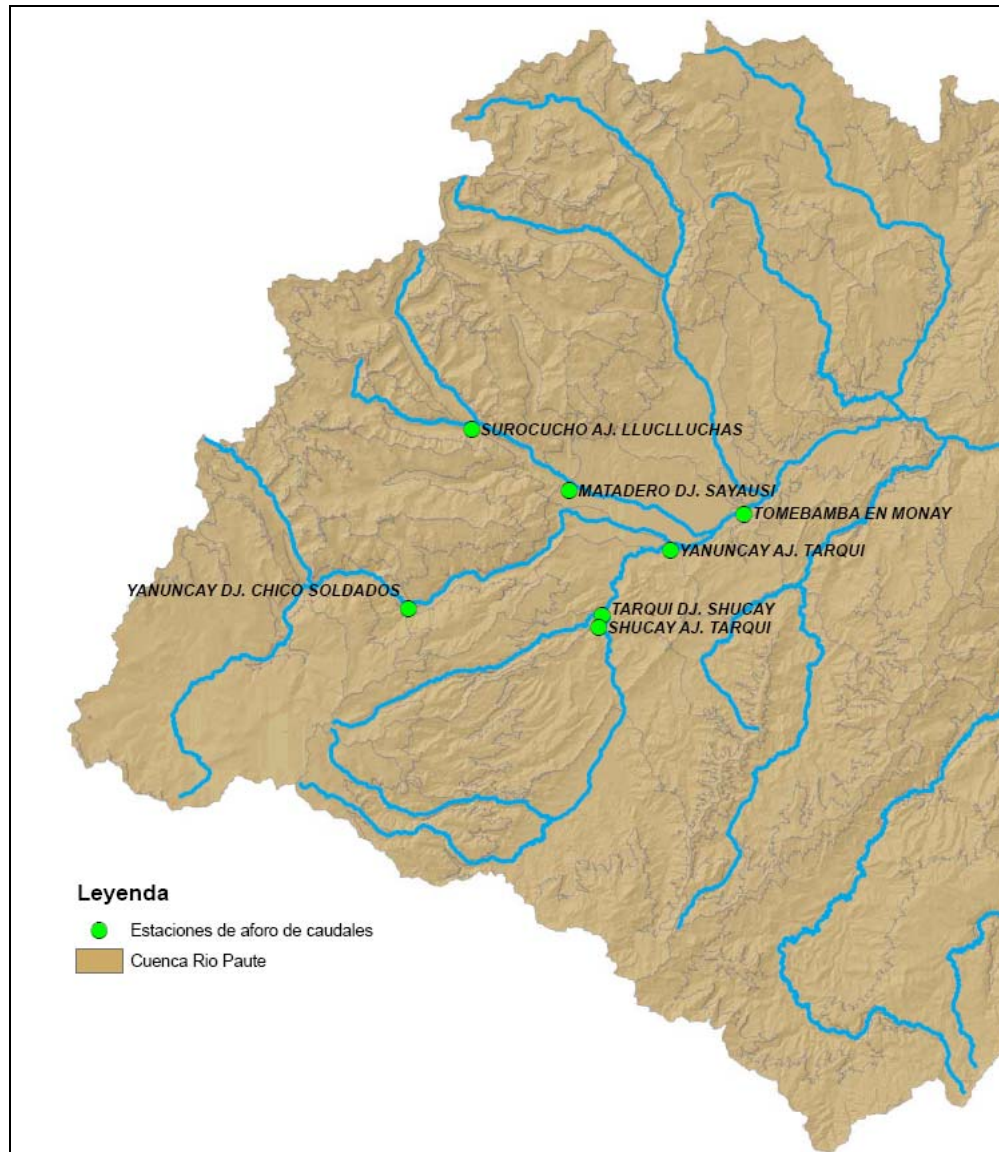 SUROCUCHO AJ. LLUCLLUCHAS
MATADERO DJ. SAYAUSI
TOMEBAMBA EN MONAY
YANUNCAY AJ. TARQUI
YANUNCAY DJ. CHICO SOLDADOS
TARQUI DJ. SHUCAY
SHUCAY AJ. TARQUI
Leyenda
Estaciones de aforo de caudales
Cuenca Rio Paute